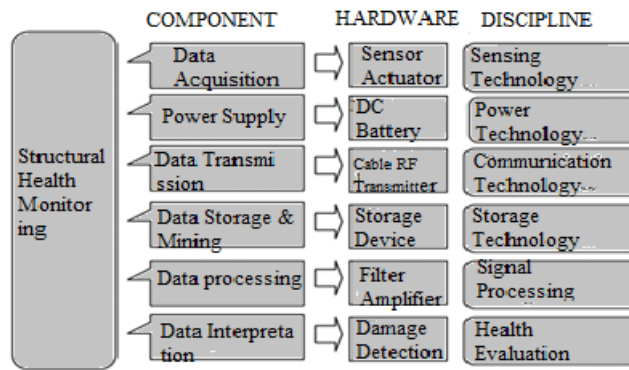 COMPONENT HARDWARE DISCIPLINE
Structural
Health
Monitor
ing
Data
Acquisition
Sensor
Actuator
Sensing
Technology
Power Supply
DC
Battery
Power
Technology
Data Transmi
ssion
Cable RF
Transmitter
Communication
Technology
Data Storage &
Mining
Storage
Device
Storage
Technology
Data processing
Filter
Amplifier
Signal
Processing
Data Interpreta
tion
Damage
Detection
Health
Evaluation